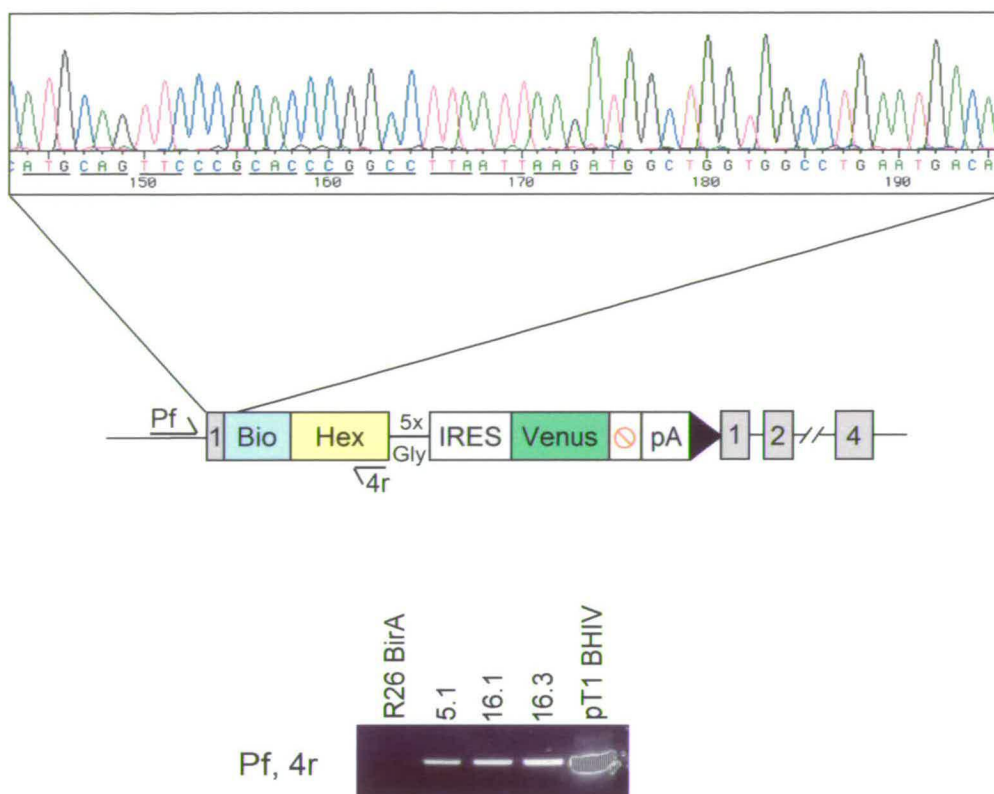 CATGCAGTTCCCGCACCCGGCCTTAATTAAGATGGCTGGTGGCCTGAATGACA
150 160 170 180 190
Pf 1 Bio Hex 5x Gly IRES Venus pA 1 2 4
4r
R26 BirA
5.1
16.1
16.3
pT1 BHIV
Pf, 4r